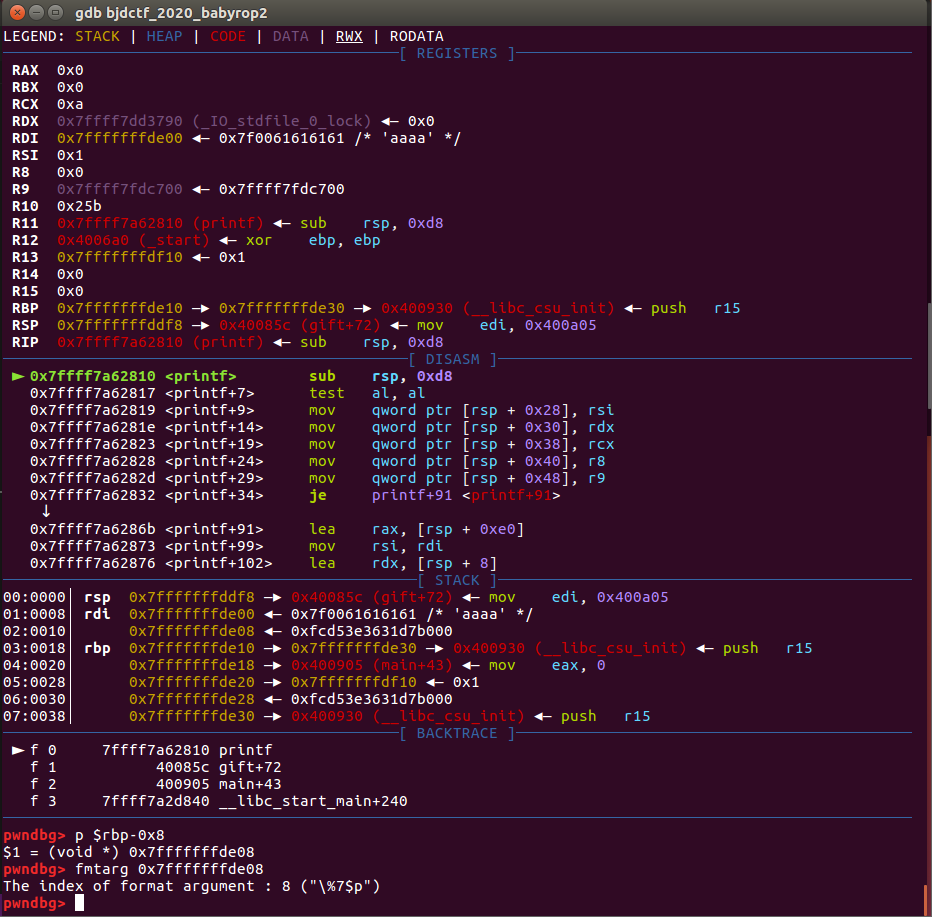 gdb bjdctf_2020_babyrop2
LEGEND: STACK | HEAP | CODE | DATA | RWX | RODATA
[ REGISTERS ]
RAX  0x0
RBX  0x0
RCX  0xa
RDX  0x7ffff7dd3790 (_IO_stdfile_0_lock) ◂— 0x0
RDI  0x7fffffffde00 ◂— 0x7f0061616161 /* 'aaaa' */
RSI  0x1
R8   0x0
R9   0x7ffff7fdc700 ◂— 0x7ffff7fdc700
R10  0x25b
R11  0x7ffff7a62810 (printf) ◂— sub    rsp, 0xd8
R12  0x4006a0 (_start) ◂— xor    ebp, ebp
R13  0x7fffffffdf10 ◂— 0x1
R14  0x0
R15  0x0
RBP  0x7fffffffde10 —▸ 0x7fffffffde30 —▸ 0x400930 (__libc_csu_init) ◂— push   r15
RSP  0x7fffffffddf8 —▸ 0x40085c (gift+72) ◂— mov    edi, 0x400a05
RIP  0x7ffff7a62810 (printf) ◂— sub    rsp, 0xd8
[ DISASM ]
► 0x7ffff7a62810 <printf>        sub    rsp, 0xd8
0x7ffff7a62817 <printf+7>      test   al, al
0x7ffff7a62819 <printf+9>      mov    qword ptr [rsp + 0x28], rsi
0x7ffff7a6281e <printf+14>     mov    qword ptr [rsp + 0x30], rdx
0x7ffff7a62823 <printf+19>     mov    qword ptr [rsp + 0x38], rcx
0x7ffff7a62828 <printf+24>     mov    qword ptr [rsp + 0x40], r8
0x7ffff7a6282d <printf+29>     mov    qword ptr [rsp + 0x48], r9
0x7ffff7a62832 <printf+34>     je     printf+91 <printf+91>
↓
0x7ffff7a6286b <printf+91>     lea    rax, [rsp + 0xe0]
0x7ffff7a62873 <printf+99>     mov    rsi, rdi
0x7ffff7a62876 <printf+102>    lea    rdx, [rsp + 8]
[ STACK ]
00:0000│ rsp  0x7fffffffddf8 —▸ 0x40085c (gift+72) ◂— mov    edi, 0x400a05
01:0008│ rdi  0x7fffffffde00 ◂— 0x7f0061616161 /* 'aaaa' */
02:0010│      0x7fffffffde08 ◂— 0xfcd53e3631d7b000
03:0018│ rbp  0x7fffffffde10 —▸ 0x7fffffffde30 —▸ 0x400930 (__libc_csu_init) ◂— push   r15
04:0020│      0x7fffffffde18 —▸ 0x400905 (main+43) ◂— mov    eax, 0
05:0028│      0x7fffffffde20 —▸ 0x7fffffffdf10 ◂— 0x1
06:0030│      0x7fffffffde28 ◂— 0xfcd53e3631d7b000
07:0038│      0x7fffffffde30 —▸ 0x400930 (__libc_csu_init) ◂— push   r15
[ BACKTRACE ]
► f 0     7ffff7a62810 printf
f 1           40085c gift+72
f 2           400905 main+43
f 3     7ffff7a2d840 __libc_start_main+240
pwndbg> p $rbp-0x8
$1 = (void *) 0x7fffffffde08
pwndbg> fmtarg 0x7fffffffde08
The index of format argument : 8 ("\%7$p")
pwndbg>